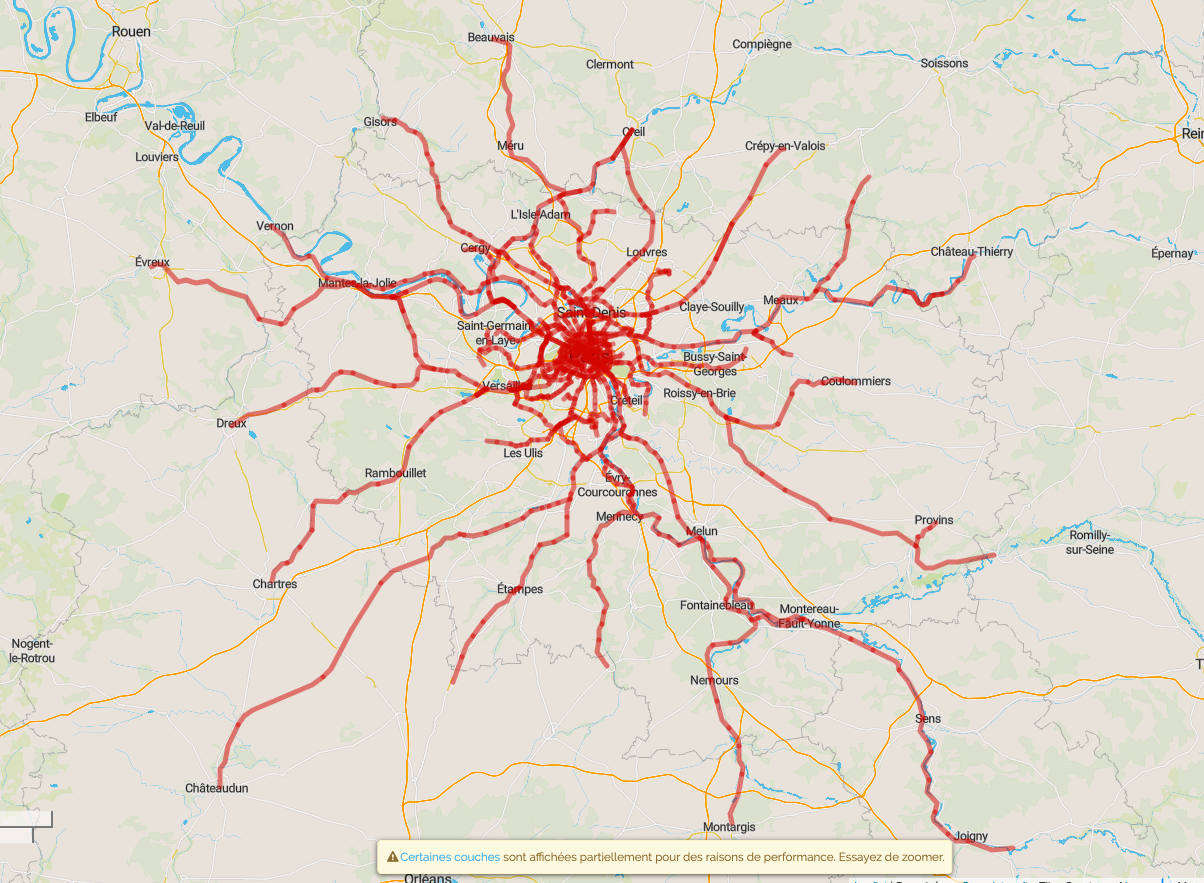 Rouen
Beauvais
Compiègne
Clermont
Soissons
Elbeuf
Val-de-Reuil
Gisors
Creil
Rei
Louviers
Méru
Crépy-en-Valois
L'Isle-Adam
Vernon
Cergy
Louvres
Château-Thierry
Épernay
Évreux
Mantes-la-Jolie
Meaux
Claye-Souilly
Saint-Denis
Saint-Germain-
en-Laye
Bussy-Saint-
Georges
Versailles
Coulommiers
Roissy-en-Brie
Créteil
Dreux
Les Ulis
Rambouillet
Évry-
Courcouronnes
Mennecy
Provins
Melun
Romilly-
sur-Seine
Chartres
Étampes
Fontainebleau
Montereau-
Fault-Yonne
Nogent-
le-Rotrou
Nemours
Sens
Châteaudun
Montargis
Joigny
Certaines couches sont affichées partiellement pour des raisons de performance. Essayez de zoomer.
Orléans